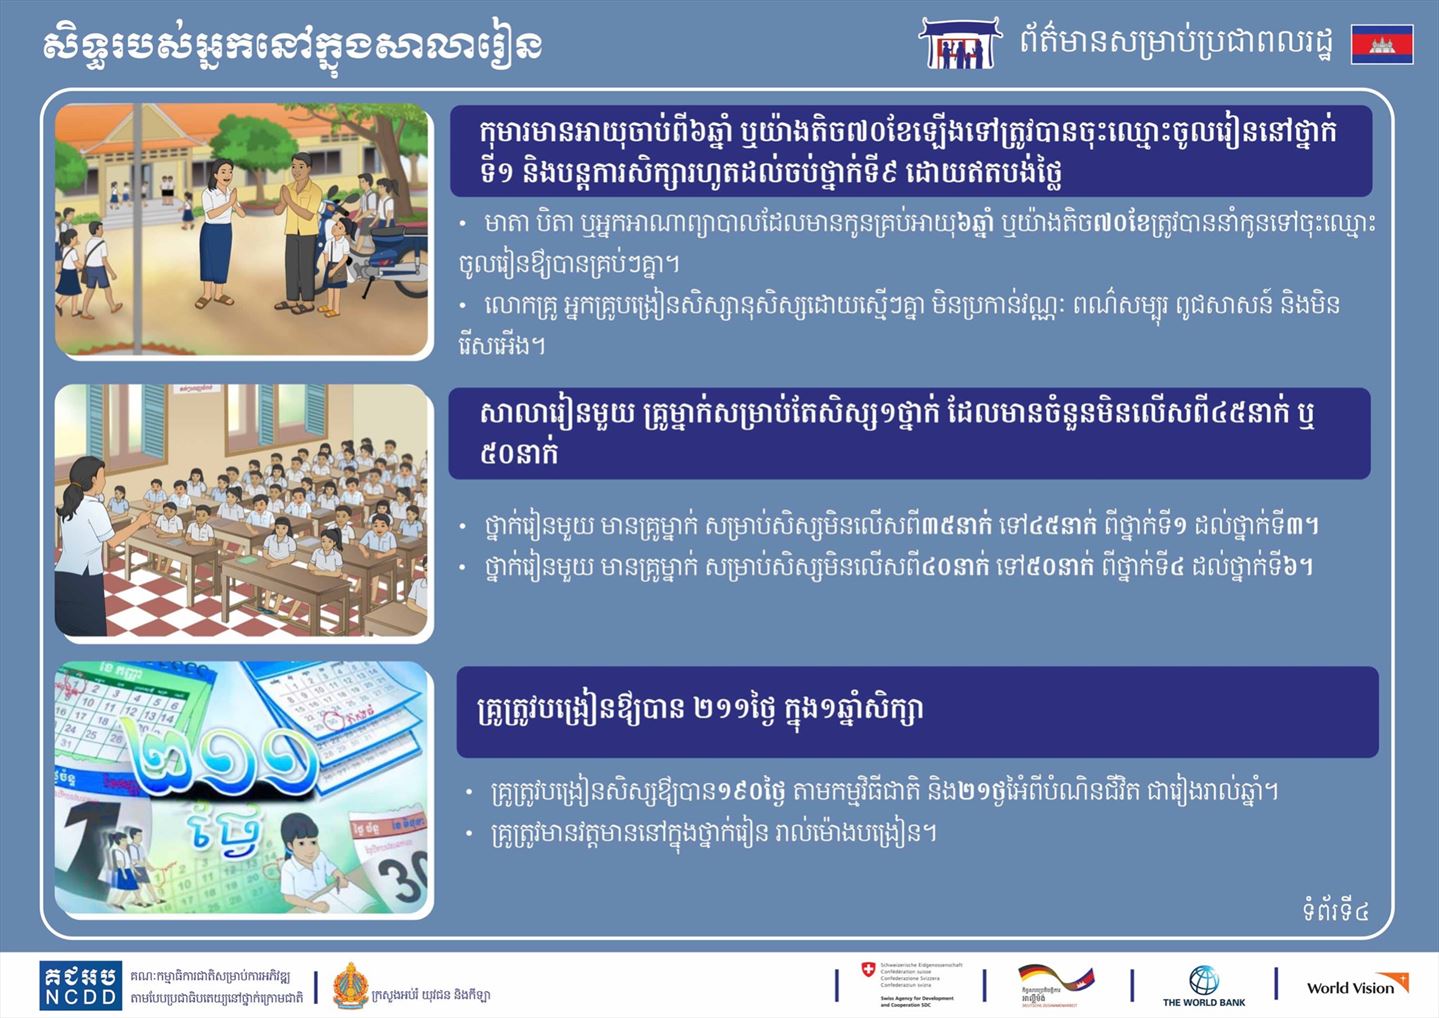 សិទ្ធិរបស់អ្នកនៅក្នុងសាលារៀន
ព័ត៌មានសម្រាប់ប្រជាពលរដ្ឋ
កុមារមានអាយុចាប់ពី៦ឆ្នាំ ឬយ៉ាងតិច៧០ខែឡើងទៅត្រូវបានចុះឈ្មោះចូលរៀននៅថ្នាក់
ទី១ និងបន្តការសិក្សារហូតដល់ចប់ថ្នាក់ទី៩ ដោយឥតបង់ថ្លៃ
• មាតា បិតា ឬអ្នកអាណាព្យាបាលដែលមានកូនគ្រប់អាយុ៦ឆ្នាំ ឬយ៉ាងតិច៧០ខែត្រូវបាននាំកូនទៅចុះឈ្មោះ
ចូលរៀនឱ្យបានគ្រប់ៗគ្នា។
• លោកគ្រូ អ្នកគ្រូបង្រៀនសិស្សានុសិស្សដោយស្មើៗគ្នា មិនប្រកាន់វណ្ណៈ ពណ៌សម្បុរ ពូជសាសន៍ និងមិន
រើសអើង។
សាលារៀនមួយ គ្រូម្នាក់សម្រាប់តែសិស្ស១ថ្នាក់ ដែលមានចំនួនមិនលើសពី៤៥នាក់ ឬ
៥០នាក់
• ថ្នាក់រៀនមួយ មានគ្រូម្នាក់ សម្រាប់សិស្សមិនលើសពី៣៥នាក់ ទៅ៤៥នាក់ ពីថ្នាក់ទី១ ដល់ថ្នាក់ទី៣។
• ថ្នាក់រៀនមួយ មានគ្រូម្នាក់ សម្រាប់សិស្សមិនលើសពី៤០នាក់ ទៅ៥០នាក់ ពីថ្នាក់ទី៤ ដល់ថ្នាក់ទី៦។
២១១
ថ្ងៃ
គ្រូត្រូវបង្រៀនឱ្យបាន ២១១ថ្ងៃ ក្នុង១ឆ្នាំសិក្សា
• គ្រូត្រូវបង្រៀនសិស្សឱ្យបាន១៩០ថ្ងៃ តាមកម្មវិធីជាតិ និង២១ថ្ងៃអំពីបំណិនជីវិត ជារៀងរាល់ឆ្នាំ។
• គ្រូត្រូវមានវត្តមាននៅក្នុងថ្នាក់រៀន រាល់ម៉ោងបង្រៀន។
ទំព័រទី៤
គជអប
NCDD
គណៈកម្មាធិការជាតិសម្រាប់ការអភិវឌ្ឍ
តាមបែបប្រជាធិបតេយ្យនៅថ្នាក់ក្រោមជាតិ
ក្រសួងអប់រំ យុវជន និងកីឡា
Schweizerische Eidgenossenschaft
Confédération suisse
Confederazione Svizzera
Confederaziun svizra
Swiss Agency for Development
and Cooperation SDC
កិច្ចសហប្រតិបត្តិការ
អាល្លឺម៉ង់
DEUTSCHE ZUSAMMENARBEIT
THE WORLD BANK
World Vision